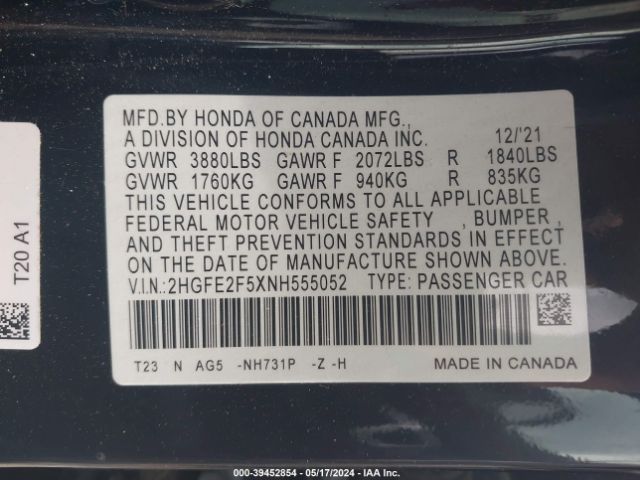 MFD.BY HONDA OF CANADA MFG.,
A DIVISION OF HONDA CANADA INC. 12/'21
GVWR 3880LBS GAWR F 2072LBS R 1840LBS
GVWR 1760KG GAWR F 940KG R 835KG
THIS VEHICLE CONFORMS TO ALL APPLICABLE
FEDERAL MOTOR VEHICLE SAFETY , BUMPER ,
AND THEFT PREVENTION STANDARDS IN EFFECT
ON THE DATE OF MANUFACTURE SHOWN ABOVE.
V.I.N.:2HGFE2F5XNH555052 TYPE: PASSENGER CAR
T23 N AG5 -NH731P -Z -H MADE IN CANADA
T20 A1
000-39452854 - 05/17/2024 - IAA Inc.